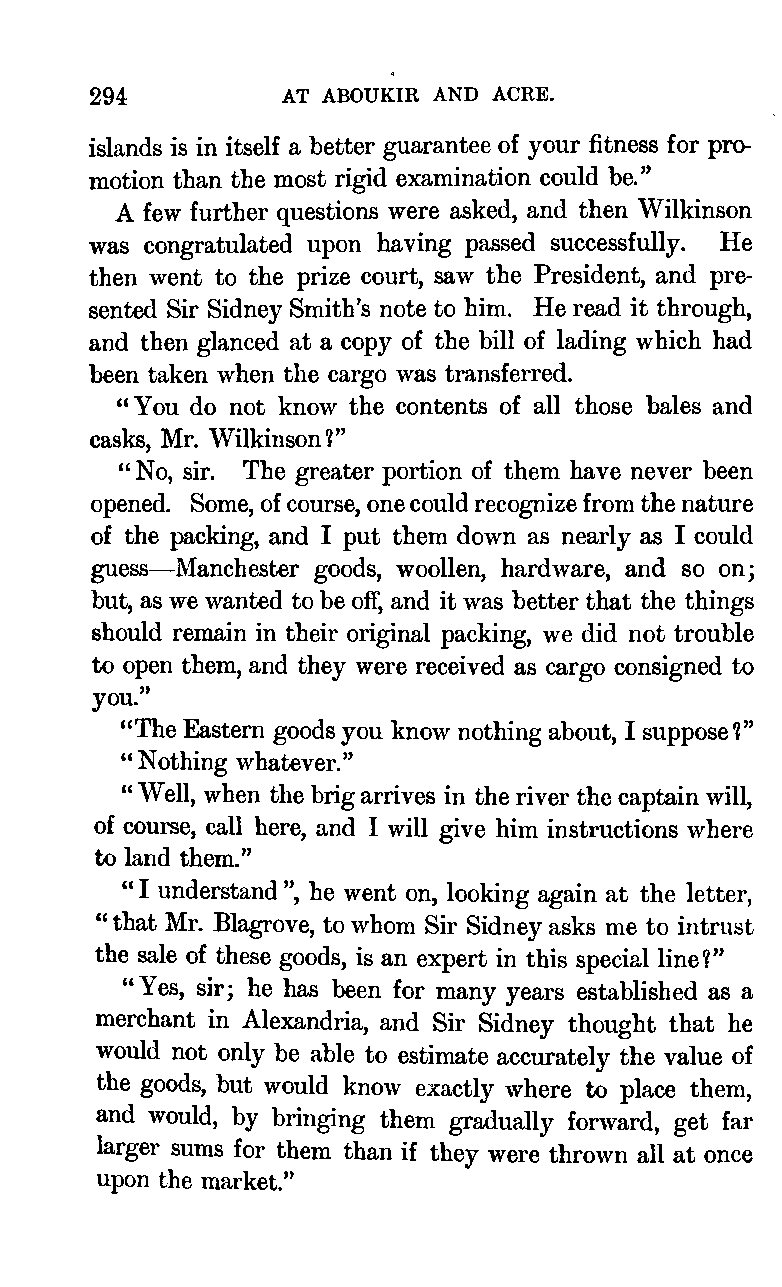 294 AT ABOUKIR AND ACRE.
islands is in itself a better guarantee of your fitness for pro-
motion than the most rigid examination could be."
A few further questions were asked, and then Wilkinson
was congratulated upon having passed successfully. He
then went to the prize court, saw the President, and pre-
sented Sir Sidney Smith's note to him. He read it through,
and then glanced at a copy of the bill of lading which had
been taken when the cargo was transferred.
"You do not know the contents of all those bales and
casks, Mr. Wilkinson?"
"No, sir. The greater portion of them have never been
opened. Some, of course, one could recognize from the nature
of the packing, and I put them down as nearly as I could
guess—Manchester goods, woollen, hardware, and so on;
but, as we wanted to be off, and it was better that the things
should remain in their original packing, we did not trouble
to open them, and they were received as cargo consigned to
you."
"The Eastern goods you know nothing about, I suppose?"
"Nothing whatever."
"Well, when the brig arrives in the river the captain will,
of course, call here, and I will give him instructions where
to land them."
"I understand", he went on, looking again at the letter,
"that Mr. Blagrove, to whom Sir Sidney asks me to intrust
the sale of these goods, is an expert in this special line?"
"Yes, sir; he has been for many years established as a
merchant in Alexandria, and Sir Sidney thought that he
would not only be able to estimate accurately the value of
the goods, but would know exactly where to place them,
and would, by bringing them gradually forward, get far
larger sums for them than if they were thrown all at once
upon the market."